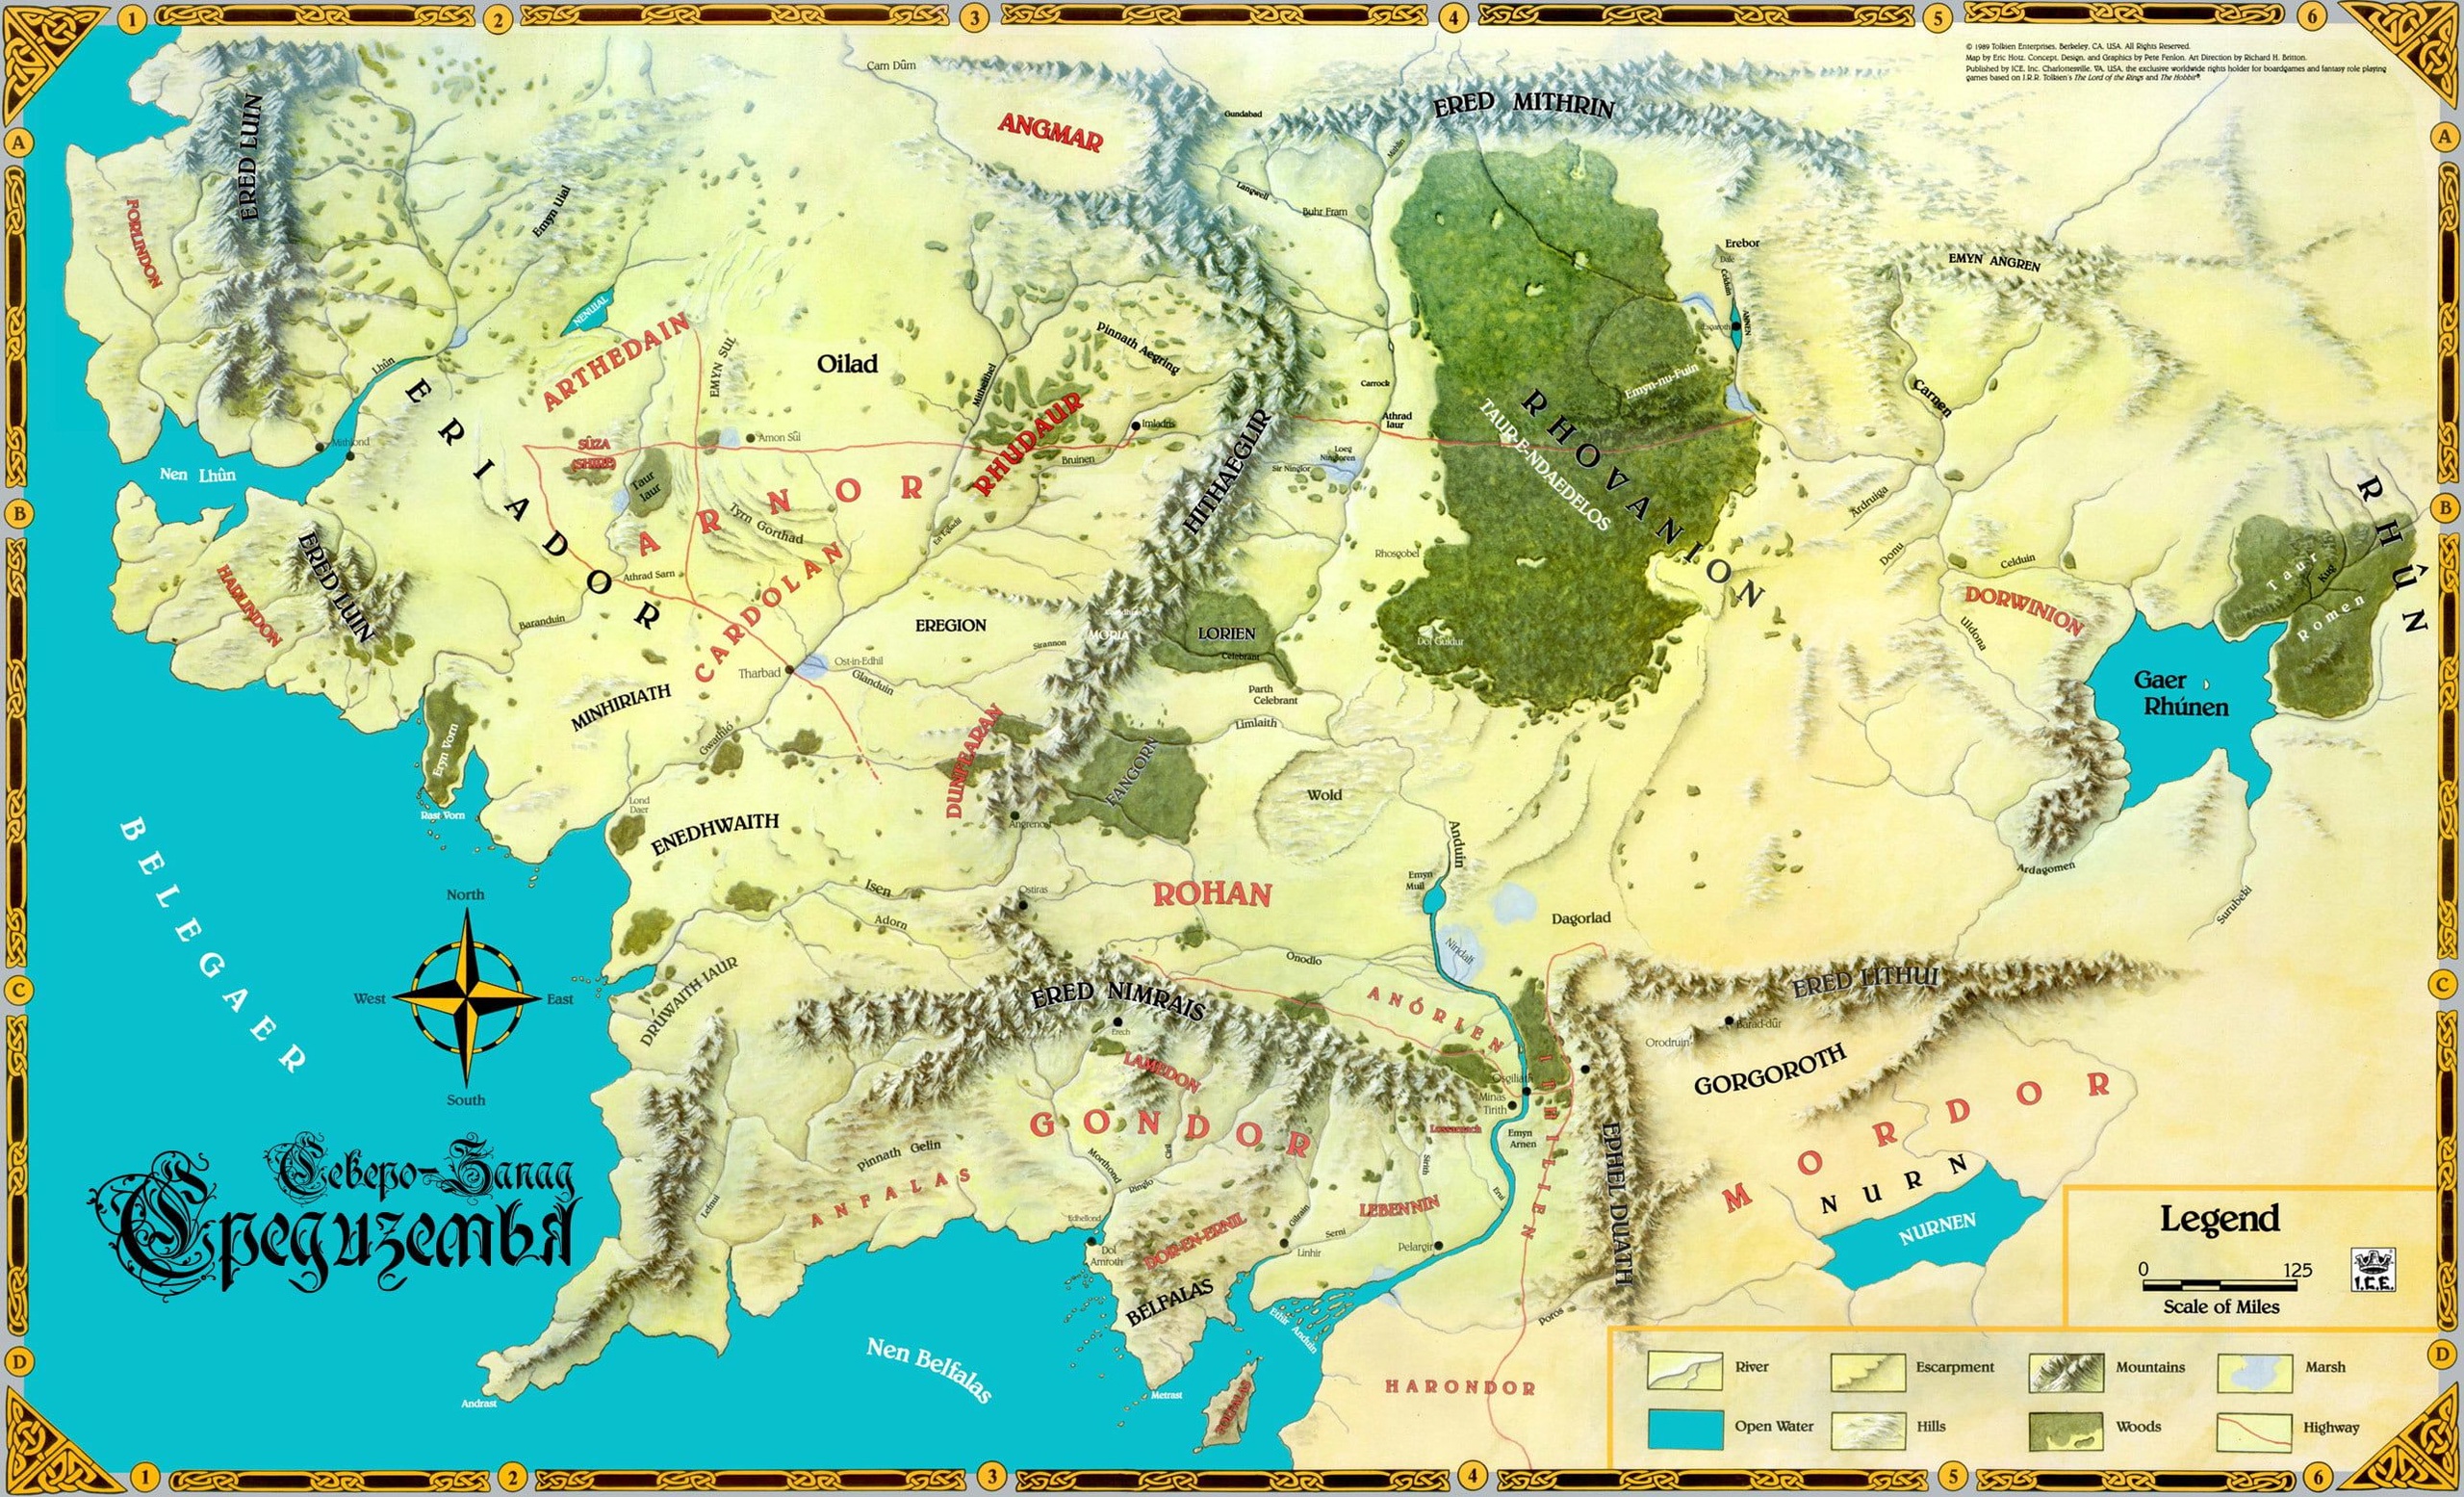 1 2 3 4 5 6
© 1989 Tolkien Enterprises, Berkeley, CA, USA. All Rights Reserved.
Map by Eric Hotz. Concept, Design, and Graphics by Pete Fenlon. Art Direction by Richard H. Britton.
Published by ICE, Inc. Charlottesville, VA, USA, the exclusive worldwide rights holder for boardgames and fantasy role playing
games based on J.R.R. Tolkien's The Lord of the Rings and The Hobbit®.
Carn Dûm
ERED MITHRIN
Gundabad
ANGMAR
A
A
ERED LUIN
Langwell
Emyn Uial
Buhr Fram
FORLINDON
Erebor
Dale
Celduin
EMYN ANGREN
NENUIAL
ARTHEDAIN
EMYN SUL
Pinnath Aegring
Oilad
Mitheithel
Lhûn
Carrock
Emyn-nu-Fuin
Carnen
ERIADOR
RHOVANION
TAUR-E-NDAEDELOS
Athrad
Iaur
Imladris
RHUDAUR
Mithlond
SÛZA
(SHIRE)
Amon Sûl
Bruinen
HITHAEGLIR
Loeg
Ningloren
Sir Ninglor
Nen Lhûn
Taur
Iaur
ARNOR
RHÛN
Ardruiga
B
B
Tyrn Gorthad
ERED LUIN
Rhosgobel
Donu
Celduin
HARLINDON
Athrad Sarn
CARDOLAN
Taur
Romen
Kug
DORWINION
Baranduin
EREGION
LORIEN
Uldona
Sirannon
MORIA
Dol Guldur
Celebrant
Tharbad
Ost-in-Edhil
Glanduin
Gaer
Rhúnen
Parth
Celebrant
MINHIRIATH
Limlaith
Gwathló
Eryn Vorn
DUNFEARAN
FANGORN
Wold
Lond
Daer
Rast Vorn
ENEDHWAITH
Angrenost
Anduin
BELEGAER
Ardagomen
Emyn
Muil
Isen
Ostiras
ROHAN
Surubeki
North
Adorn
Dagorlad
Nindalf
Onodlo
DRÚWAITH IAUR
ERED LITHUI
C
C
West
East
ERED NIMRAIS
ANÓRIEN
Barad-dûr
Erech
Orodruin
LAMEDON
GORGOROTH
South
Osgiliath
Minas
Tirith
MORDOR
GONDOR
Lossarnach
Emyn
Arnen
ITHILIEN
EPHEL DUATH
Северо-Запад
Средиземья
Pinnath Gelin
Morthond
Ringlo
Sirith
NURN
ANFALAS
Lefnui
LEBENNIN
Erui
Edhellond
DOR-EN-ERNIL
Gilrain
Serni
NURNEN
Legend
Dol
Amroth
Linhir
Pelargir
0 125
Scale of Miles
I.C.E.
BELFALAS
Poros
Ethir Anduin
Nen Belfalas
D
D
River
Escarpment
Mountains
Marsh
HARONDOR
Metrast
Andrast
Open Water
Hills
Woods
Highway
1 2 3 4 5 6